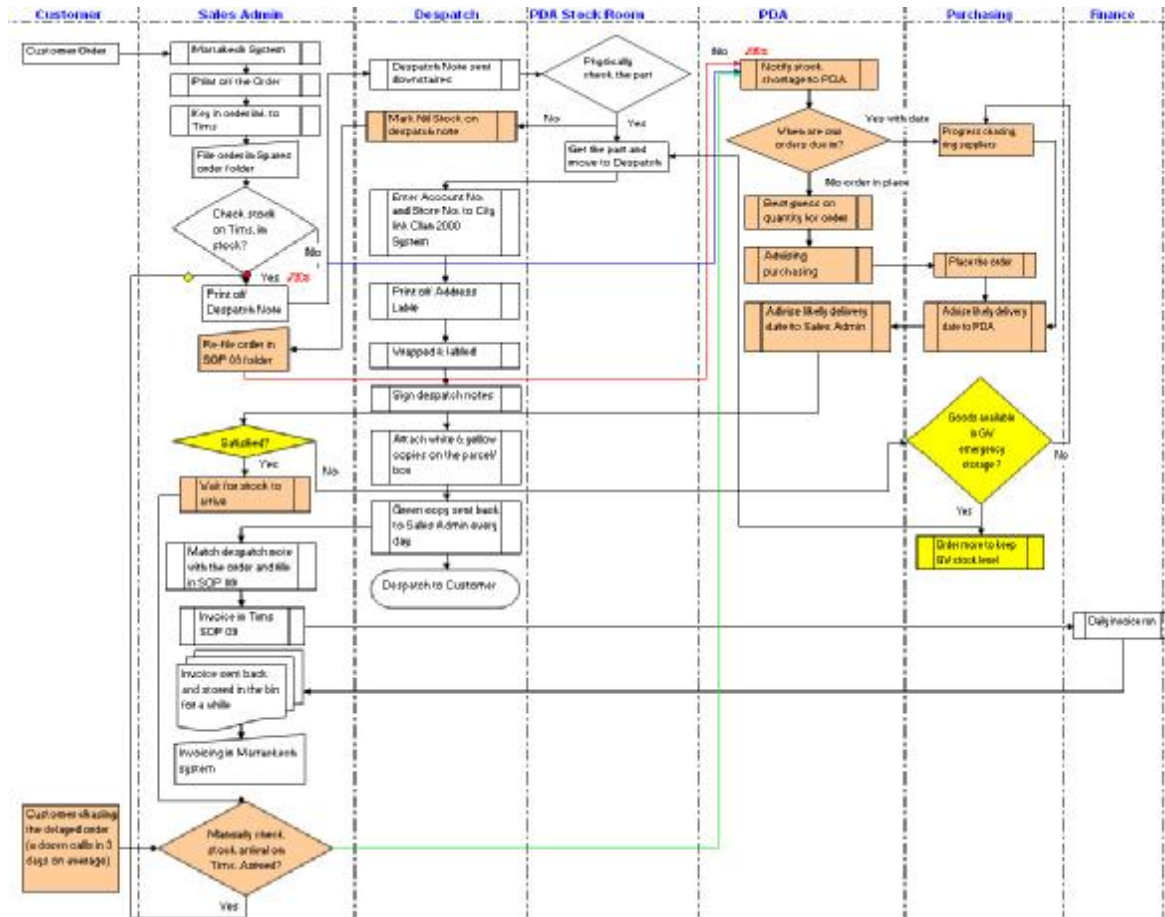 Customer
Sales Admin
Despatch
PDA Stock Room
PDA
Purchasing
Finance
Customer Order
Marrakesh System
Print off the Order
Key in order
to
Tims
File order in Spares
order folder
Check stock
on Tims, in
stock?
No
Yes
Print off
Despatch Note
Re-file order in
SOP 03 folder
Satisfied?
Yes
No
Wait for stock to
arrive
Match despatch note
with the order and file
in SOP
Invoice in Tims
SOP 09
Invoice sent back
and stored in the bin
for a while
Invoicing in Marrakech
system
Customer chasing
the delayed order
(a dozen calls in 3
days on average)
Manually check
stock arrival on
Tims. Arrived?
Yes
Despatch Note sent
downstaires
Mark Nil Stock on
despatch note
Enter Account No.
and Store No. to City
link Clan 2000
System
Print off Address
Lable
Wrapped & labled
Sign despatch notes
Attach white & yellow
copies on the parcel/
box
Green copy sent back
to Sales Admin every
day.
Despatch to Customer
Physically
check the part
No
Yes
Get the part and
move to Despatch
No
Notify stock
shortage to PDA
When are our
orders due in?
Yes with date
No order in place
Best guess on
quantity for order
Advising
purchasing
Advise likely delivery
date to Sales Admin
Progress chasing
ring suppliers
Place the order
Advise likely delivery
date to PDA
Goods available
in GV
emergency
storage?
No
Yes
Order more to keep
GV stock level
Daily invoice run